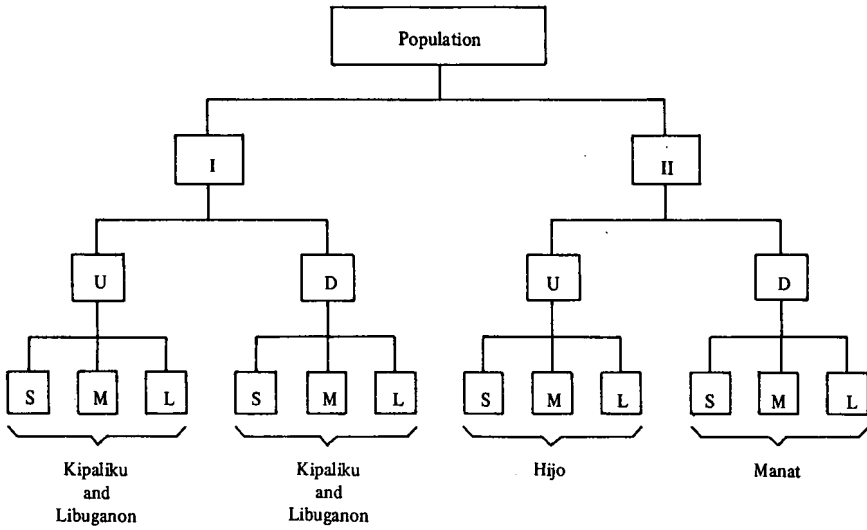 Population
I II
U D U D
S M L S M L S M L S M L
Kipaliku Kipaliku Hijo Manat
and and
Libuganon Libuganon